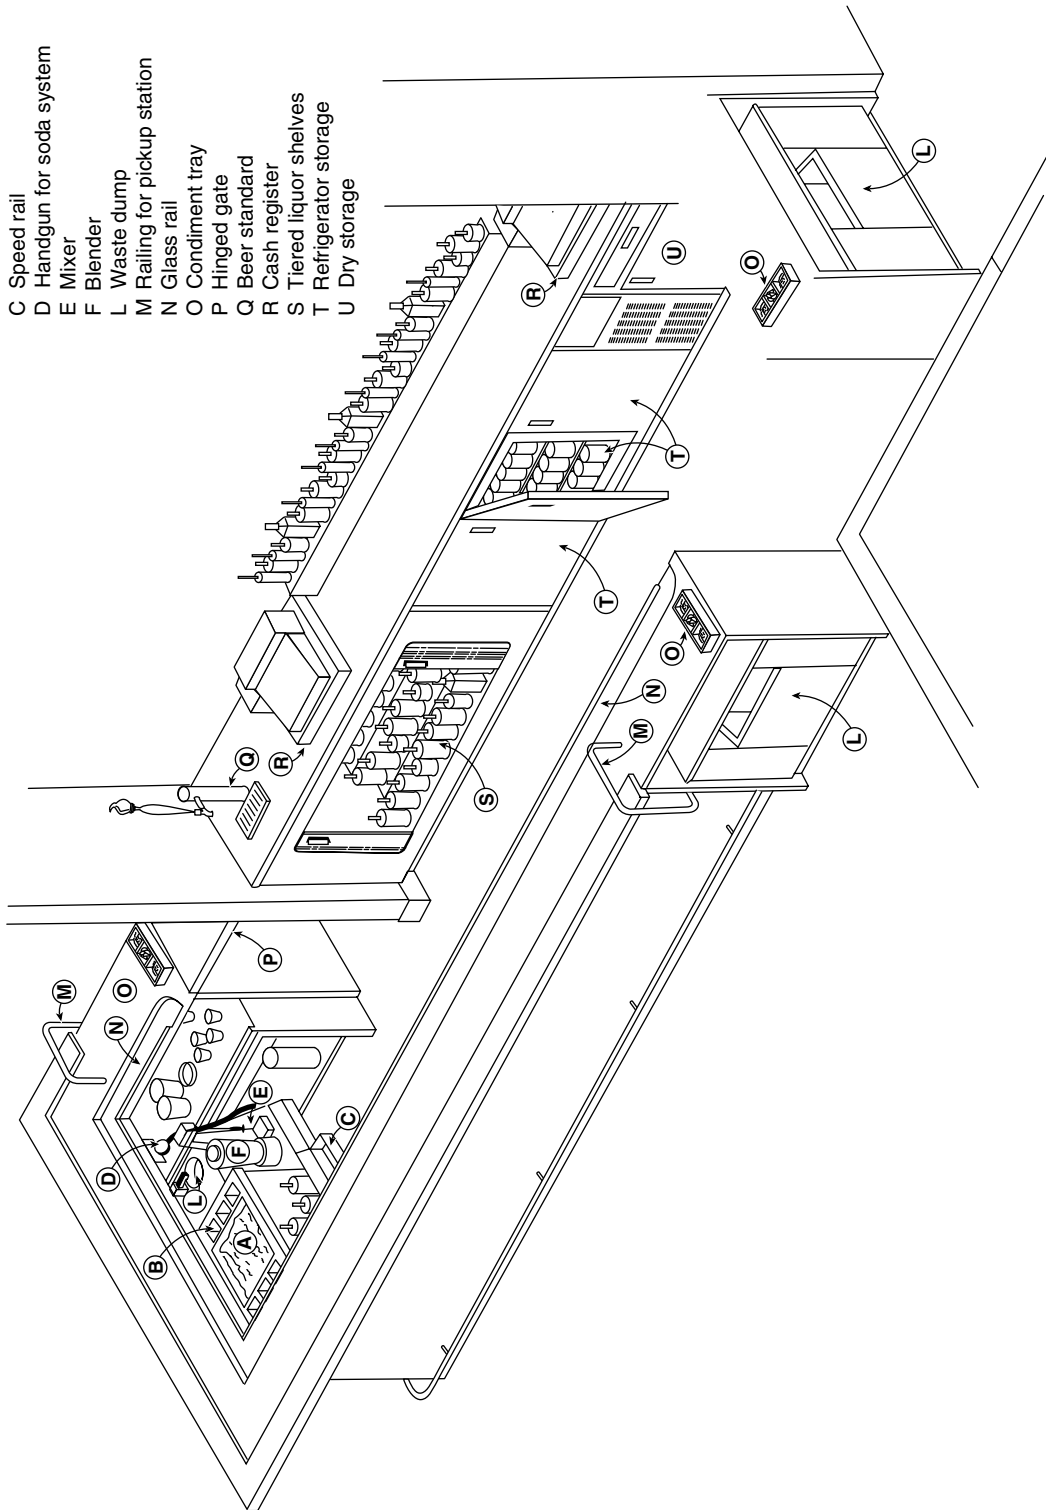 C Speed rail
D Handgun for soda system
E Mixer
F Blender
L Waste dump
M Railing for pickup station
N Glass rail
O Condiment tray
P Hinged gate
Q Beer standard
R Cash register
S Tiered liquor shelves
T Refrigerator storage
U Dry storage
M
O
N
P
D
L
F
E
C
B
A
Q
R
S
T
T
R
U
O
L
N
M
O
L